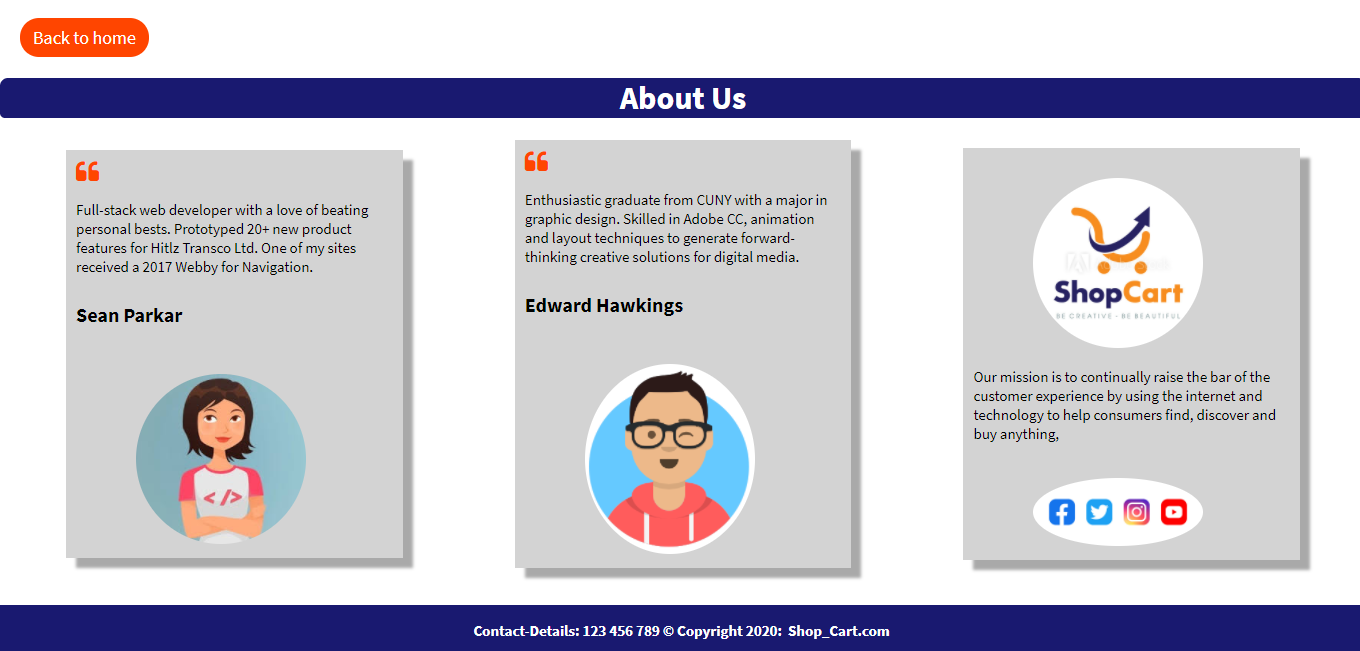 Back to home
About Us
Full-stack web developer with a love of beating
personal bests. Prototyped 20+ new product
features for Hitlz Transco Ltd. One of my sites
received a 2017 Webby for Navigation.
Sean Parkar
</>
Enthusiastic graduate from CUNY with a major in
graphic design. Skilled in Adobe CC, animation
and layout techniques to generate forward-
thinking creative solutions for digital media.
Edward Hawkings
ShopCart
BE CREATIVE - BE BEAUTIFUL
Our mission is to continually raise the bar of the
customer experience by using the internet and
technology to help consumers find, discover and
buy anything,
Contact-Details: 123 456 789 © Copyright 2020: Shop_Cart.com